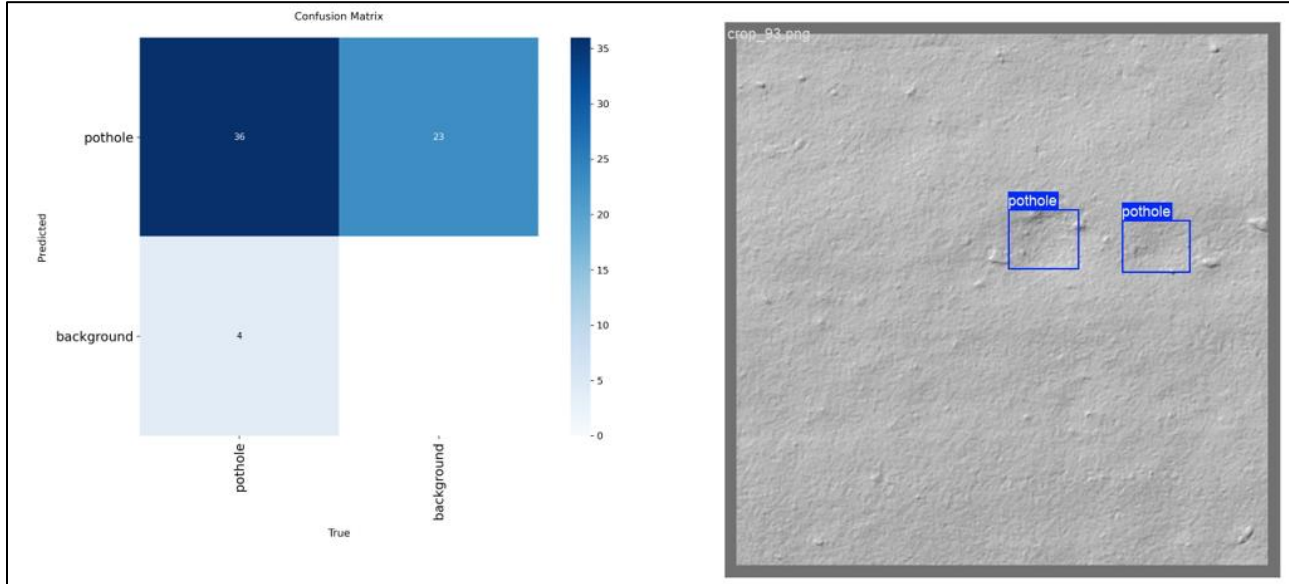 Confusion Matrix
Predicted
pothole
36
23
background
4
pothole
background
True
35
30
25
20
15
10
5
0
crop_93.png
pothole
pothole